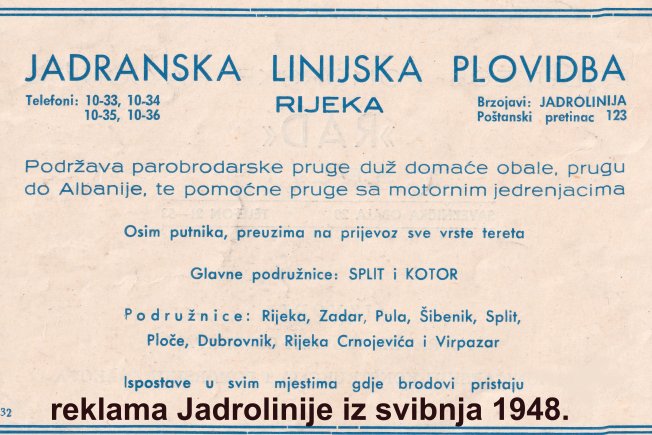 JADRANSKA LINIJSKA PLOVIDBA
Telefoni: 10-33, 10-34
10-35, 10-36
RIJEKA
Brzojavi: JADROLINIJA
Poštanski pretinac 123
Podržava parobrodarske pruge duž domaće obale, prugu
do Albanije, te pomoćne pruge sa motornim jedrenjacima
Osim putnika, preuzima na prijevoz sve vrste tereta
Glavne podružnice: SPLIT i KOTOR
Podružnice: Rijeka, Zadar, Pula, Šibenik, Split,
Ploče, Dubrovnik, Rijeka Crnojevića i Virpazar
Ispostave u svim mjestima gdje brodovi pristaju
32
reklama Jadrolinije iz svibnja 1948.